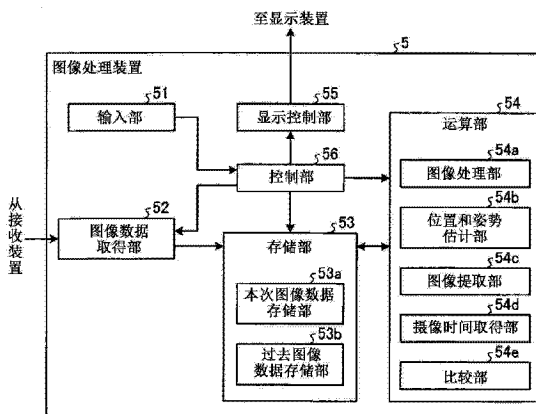 至显示装置
5
图像处理装置
51
输入部
55
显示控制部
54
运算部
56
控制部
54a
图像处理部
从接收装置
52
图像数据
取得部
53
存储部
54b
位置和姿势
估计部
53a
本次图像数据
存储部
54c
图像提取部
53b
过去图像
数据存储部
54d
摄像时间取得部
54e
比较部